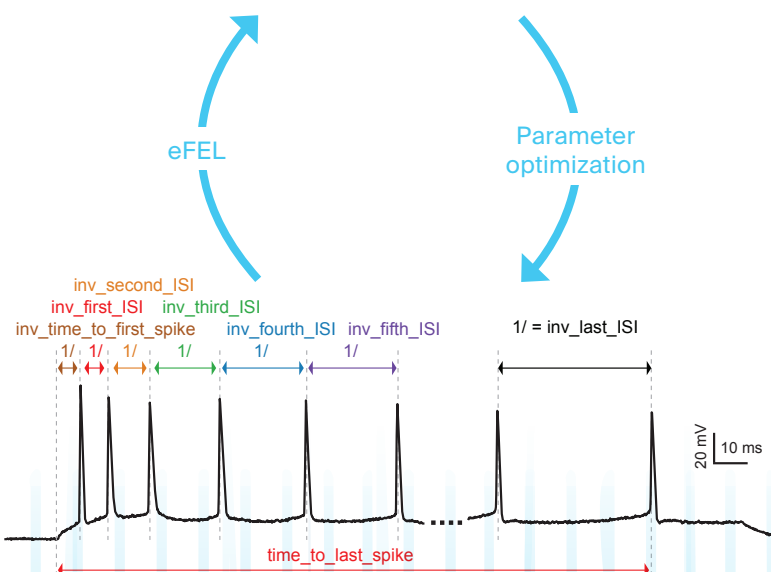 eFEL
Parameter
optimization
inv_second_ISI
inv_first_ISI inv_third_ISI
inv_time_to_first_spike inv_fourth_ISI inv_fifth_ISI 1/ = inv_last_ISI
1/ 1/ 1/ 1/ 1/ 1/
20 mV
10 ms
time_to_last_spike